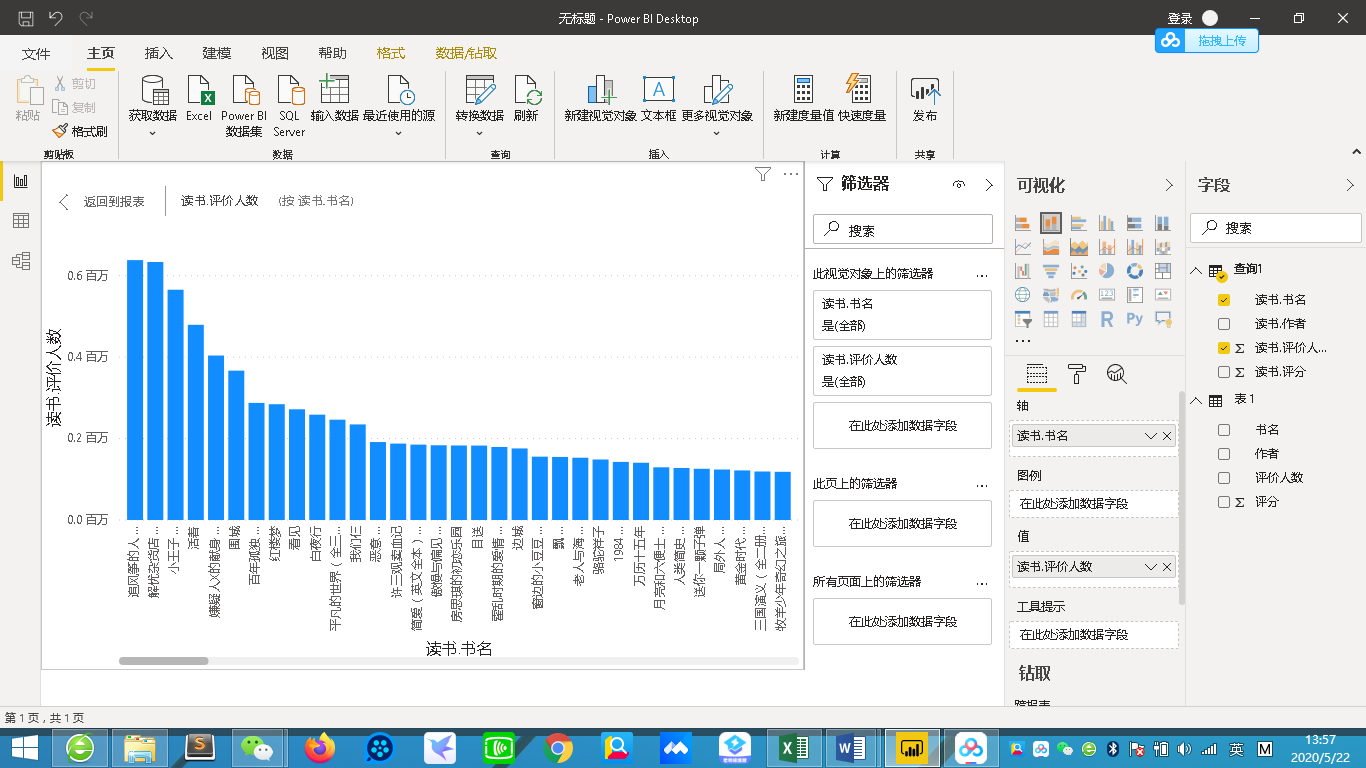 无标题 - Power BI Desktop
登录
拖拽上传
文件 主页 插入 建模 视图 帮助 格式 数据/钻取
粘贴
剪切
复制
格式刷
剪贴板
获取数据
Excel
Power BI
数据集
SQL
Server
输入数据
最近使用的源
数据
转换数据
刷新
查询
新建视觉对象
文本框
更多视觉对象
插入
新建度量值
快速度量
计算
发布
共享
返回到报表
读书.评价人数
(按 读书.书名)
读书.评价人数
0.6 百万
0.4 百万
0.2 百万
0.0 百万
追风筝的人 ...
解忧杂货店...
小王子 ...
活着
嫌疑人X的献身...
围城
百年孤独 ...
红楼梦
看见
白夜行
平凡的世界（全三...
我们仨
恶意...
许三观卖血记
简爱（英文全本）...
傲慢与偏见...
房思琪的初恋乐园
目送
霍乱时期的爱情...
边城
窗边的小豆豆...
飘...
老人与海...
骆驼祥子
1984 ...
万历十五年
月亮和六便士 ...
人类简史...
送你一颗子弹
局外人...
黄金时代...
三国演义（全二册...
牧羊少年奇幻之旅...
读书.书名
筛选器
搜索
此视觉对象上的筛选器 ...
读书.书名
是(全部)
读书.评价人数
是(全部)
在此处添加数据字段
此页上的筛选器 ...
在此处添加数据字段
所有页面上的筛选器 ...
在此处添加数据字段
可视化
123
R Py
...
轴
读书.书名
图例
在此处添加数据字段
值
读书.评价人数
工具提示
在此处添加数据字段
钻取
跨报表
字段
搜索
查询1
读书.书名
读书.作者
读书.评价人...
读书.评分
表1
书名
作者
评价人数
评分
第 1 页 , 共 1 页
英
M
13:57
2020/5/22